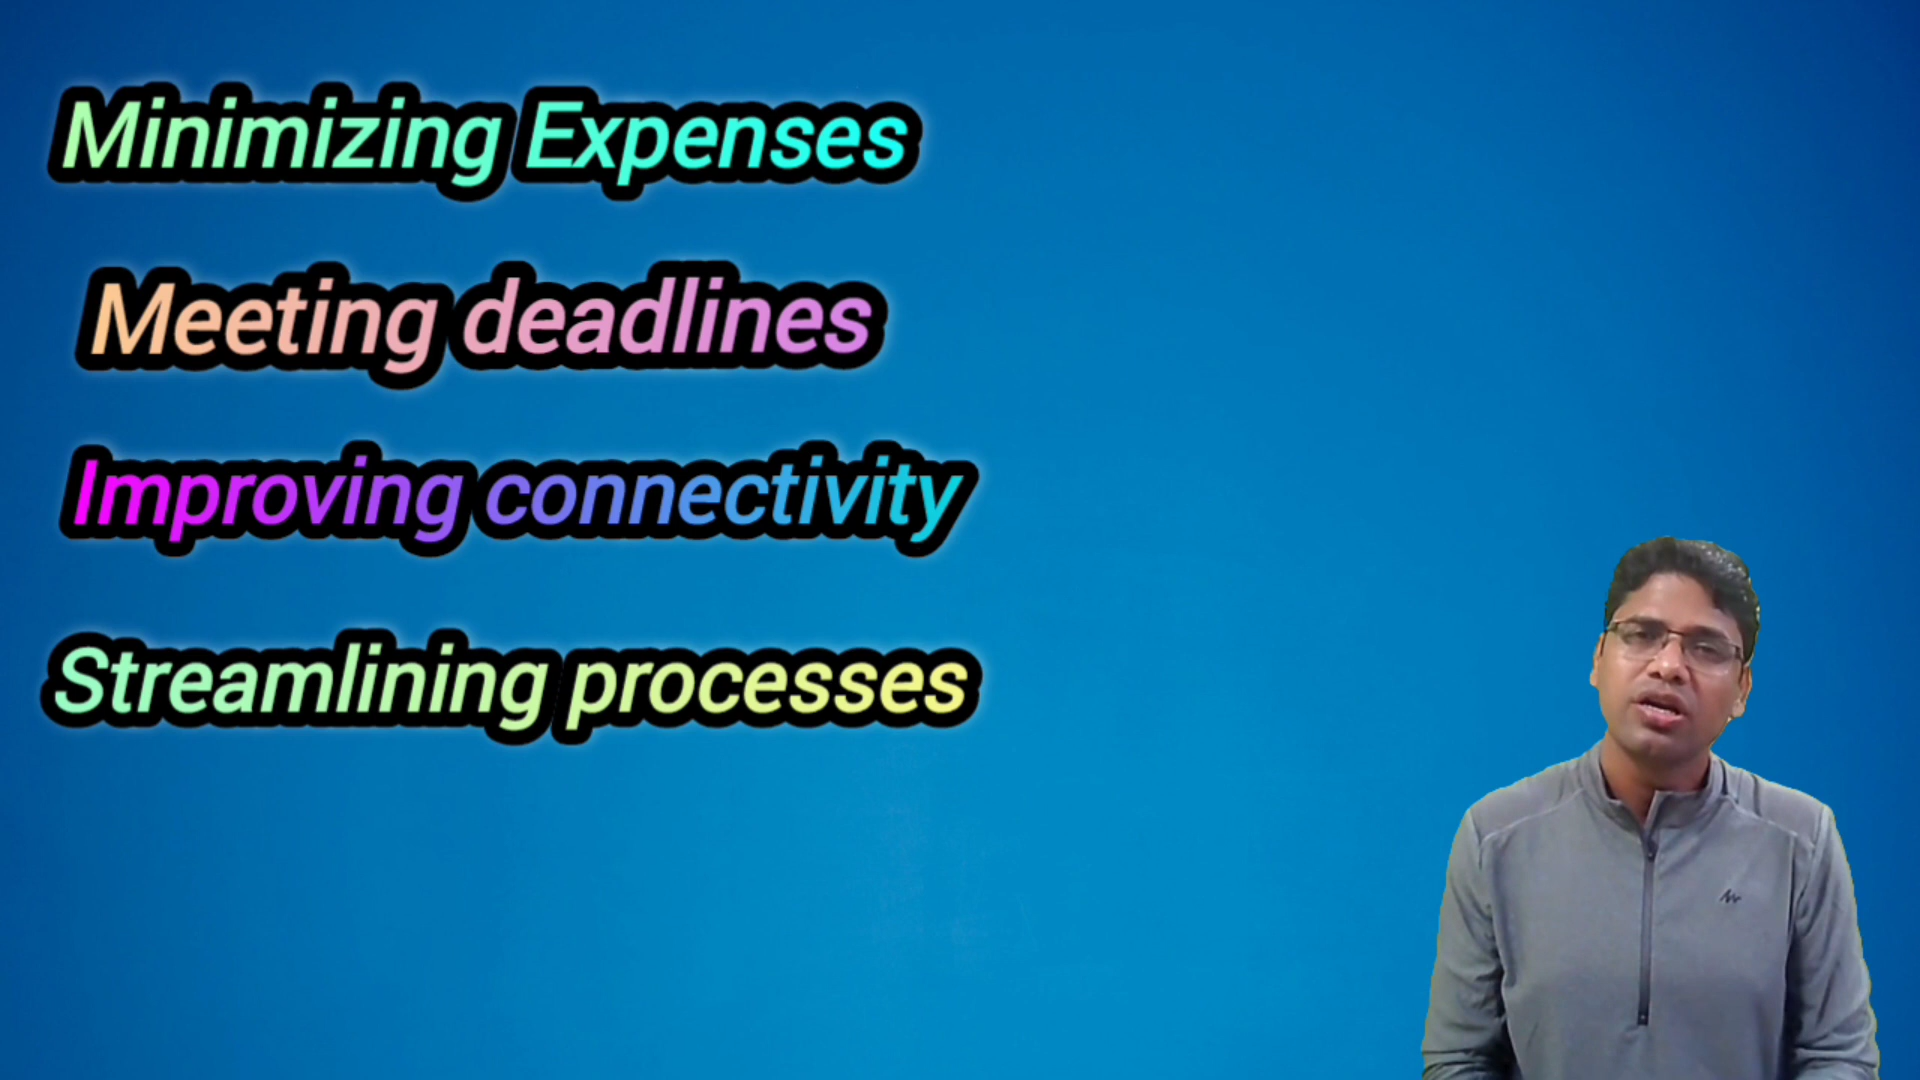 Minimizing Expenses
Meeting deadlines
Improving connectivity
Streamlining processes